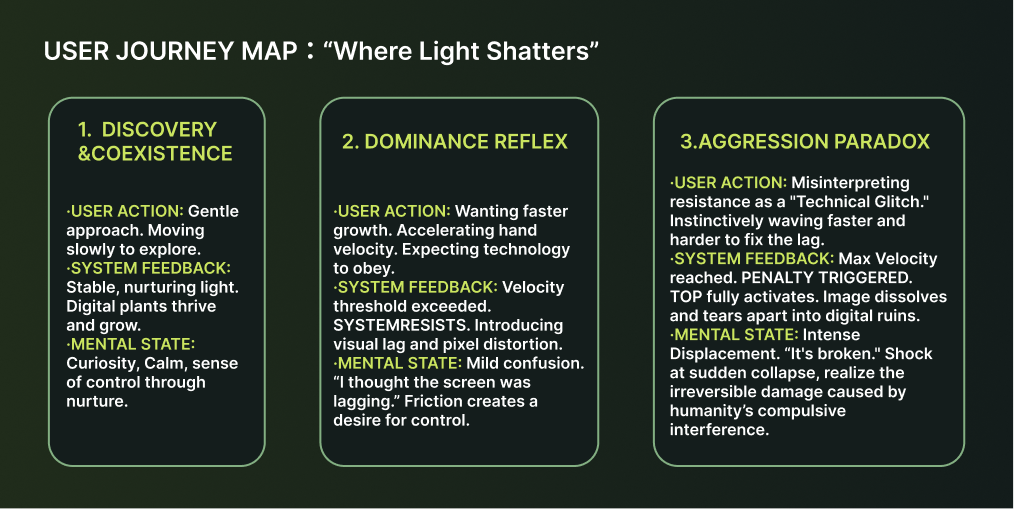 USER JOURNEY MAP：“Where Light Shatters”
1. DISCOVERY
&COEXISTENCE
·USER ACTION: Gentle
approach. Moving
slowly to explore.
·SYSTEM FEEDBACK:
Stable, nurturing light.
Digital plants thrive
and grow.
·MENTAL STATE:
Curiosity, Calm, sense
of control through
nurture.
2. DOMINANCE REFLEX
·USER ACTION: Wanting faster
growth. Accelerating hand
velocity. Expecting technology
to obey.
·SYSTEM FEEDBACK: Velocity
threshold exceeded.
SYSTEMRESISTS. Introducing
visual lag and pixel distortion.
·MENTAL STATE: Mild confusion.
“I thought the screen was
lagging.” Friction creates a
desire for control.
3.AGGRESSION PARADOX
·USER ACTION: Misinterpreting
resistance as a "Technical Glitch."
Instinctively waving faster and
harder to fix the lag.
·SYSTEM FEEDBACK: Max Velocity
reached. PENALTY TRIGGERED.
TOP fully activates. Image dissolves
and tears apart into digital ruins.
·MENTAL STATE: Intense
Displacement. “It's broken." Shock
at sudden collapse, realize the
irreversible damage caused by
humanity’s compulsive
interference.